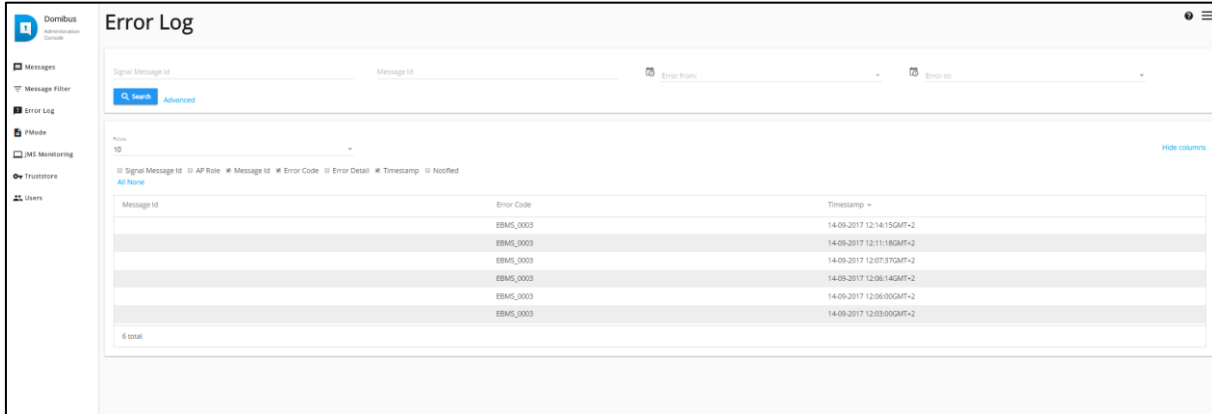 Domibus
Administration
Console
Error Log
Messages
Message Filter
Error Log
PMode
JMS Monitoring
Truststore
Users
Signal Message Id
Message Id
Error from:
Error to:
Search
Advanced
Rows
10
Hide columns
Signal Message Id AP Role Message Id Error Code Error Detail Timestamp Notified
All None
Message Id Error Code Timestamp
EBMS_0003 14-09-2017 12:14:15GMT+2
EBMS_0003 14-09-2017 12:11:18GMT+2
EBMS_0003 14-09-2017 12:07:37GMT+2
EBMS_0003 14-09-2017 12:06:14GMT+2
EBMS_0003 14-09-2017 12:06:00GMT+2
EBMS_0003 14-09-2017 12:03:00GMT+2
6 total